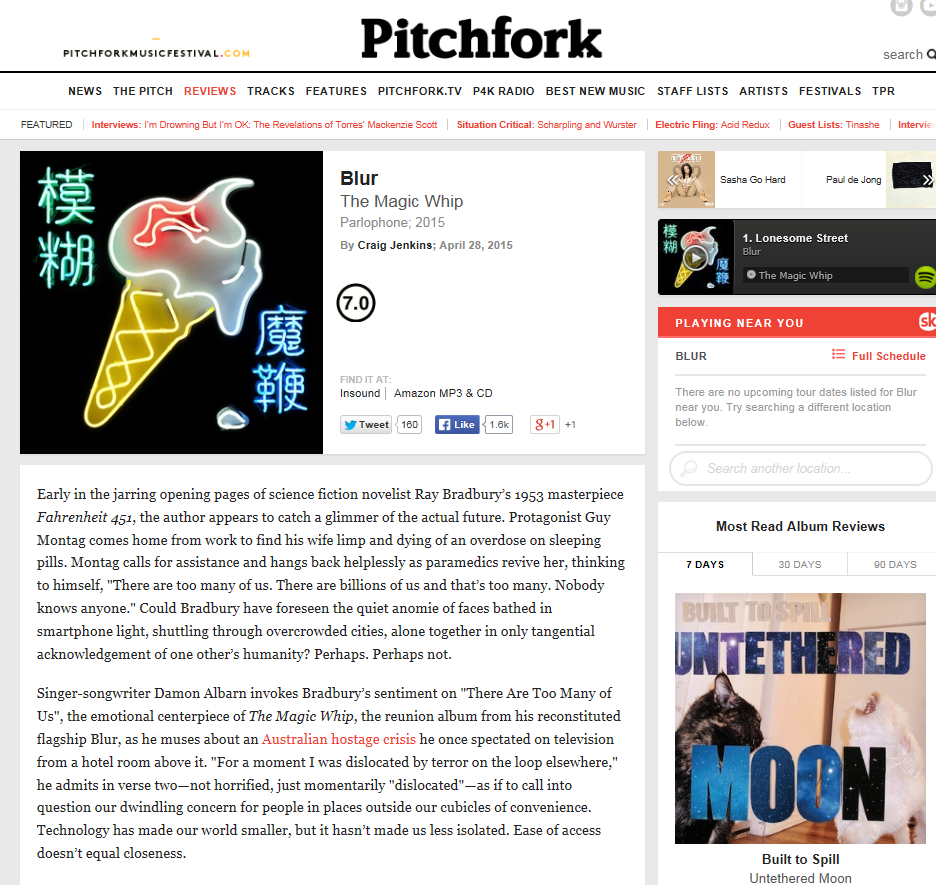 PITCHFORKMUSICFESTIVAL.COM
Pitchfork
search
NEWS THE PITCH REVIEWS TRACKS FEATURES PITCHFORK.TV P4K RADIO BEST NEW MUSIC STAFF LISTS ARTISTS FESTIVALS TPR
FEATURED
Interviews: I'm Drowning But I'm OK: The Revelations of Torres' Mackenzie Scott
Situation Critical: Scharpling and Wurster
Electric Fling: Acid Redux
Guest Lists: Tinashe
模糊
魔鞭
Blur
The Magic Whip
Parlophone; 2015
By Craig Jenkins; April 28, 2015
7.0
FIND IT AT:
Insound | Amazon MP3 & CD
Tweet 160 Like 1.6k g+1 +1
Early in the jarring opening pages of science fiction novelist Ray Bradbury's 1953 masterpiece
Fahrenheit 451, the author appears to catch a glimmer of the actual future. Protagonist Guy
Montag comes home from work to find his wife limp and dying of an overdose on sleeping
pills. Montag calls for assistance and hangs back helplessly as paramedics revive her, thinking
to himself, "There are too many of us. There are billions of us and that's too many. Nobody
knows anyone." Could Bradbury have foreseen the quiet anomie of faces bathed in
smartphone light, shuttling through overcrowded cities, alone together in only tangential
acknowledgement of one other's humanity? Perhaps. Perhaps not.
Singer-songwriter Damon Albarn invokes Bradbury's sentiment on "There Are Too Many of
Us", the emotional centerpiece of The Magic Whip, the reunion album from his reconstituted
flagship Blur, as he muses about an Australian hostage crisis he once spectated on television
from a hotel room above it. "For a moment I was dislocated by terror on the loop elsewhere,"
he admits in verse two—not horrified, just momentarily "dislocated"—as if to call into
question our dwindling concern for people in places outside our cubicles of convenience.
Technology has made our world smaller, but it hasn't made us less isolated. Ease of access
doesn't equal closeness.
Sasha Go Hard
Paul de Jong
模糊
魔鞭
1. Lonesome Street
Blur
The Magic Whip
PLAYING NEAR YOU
sk
BLUR
Full Schedule
There are no upcoming tour dates listed for Blur
near you. Try searching a different location
below.
Search another location...
Most Read Album Reviews
7 DAYS 30 DAYS 90 DAYS
BUILT TO SPILL
UNTETHERED
MOON
Built to Spill
Untethered Moon